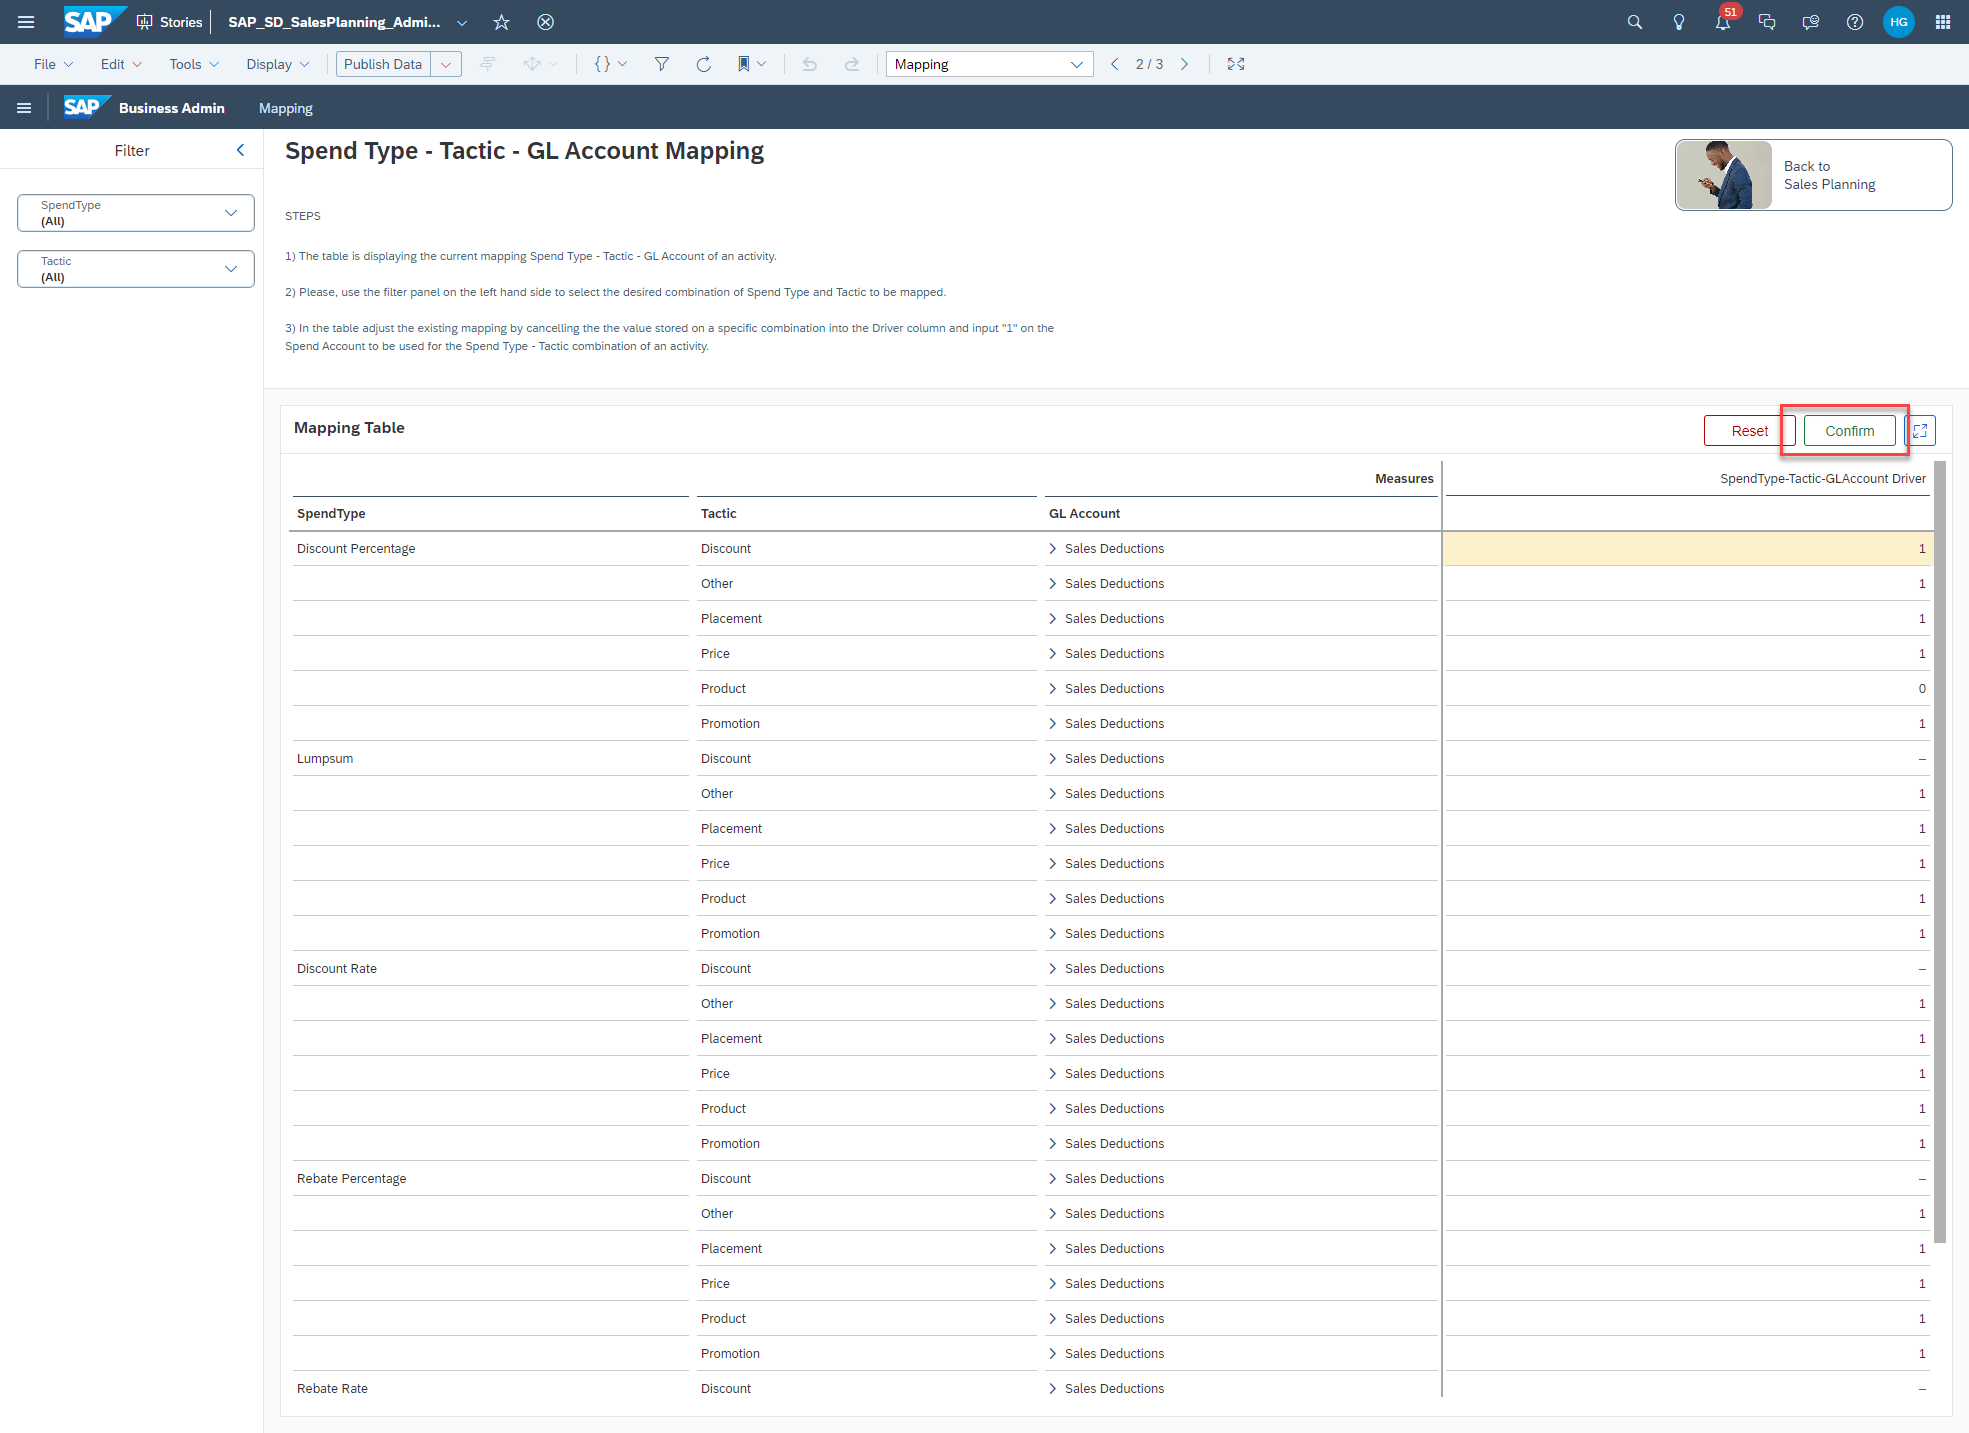 SAP Stories SAP_SD_SalesPlanning_Admi... 51 HG
File Edit Tools Display Publish Data {} Mapping 2 / 3
SAP Business Admin Mapping
Filter
SpendType
(All)
Tactic
(All)
Spend Type - Tactic - GL Account Mapping
Back to
Sales Planning
STEPS
1) The table is displaying the current mapping Spend Type - Tactic - GL Account of an activity.
2) Please, use the filter panel on the left hand side to select the desired combination of Spend Type and Tactic to be mapped.
3) In the table adjust the existing mapping by cancelling the the value stored on a specific combination into the Driver column and input "1" on the
Spend Account to be used for the Spend Type - Tactic combination of an activity.
Mapping Table Reset Confirm
Measures SpendType-Tactic-GLAccount Driver
SpendType Tactic GL Account
Discount Percentage Discount Sales Deductions 1
Other Sales Deductions 1
Placement Sales Deductions 1
Price Sales Deductions 1
Product Sales Deductions 0
Promotion Sales Deductions 1
Lumpsum Discount Sales Deductions –
Other Sales Deductions 1
Placement Sales Deductions 1
Price Sales Deductions 1
Product Sales Deductions 1
Promotion Sales Deductions 1
Discount Rate Discount Sales Deductions –
Other Sales Deductions 1
Placement Sales Deductions 1
Price Sales Deductions 1
Product Sales Deductions 1
Promotion Sales Deductions 1
Rebate Percentage Discount Sales Deductions –
Other Sales Deductions 1
Placement Sales Deductions 1
Price Sales Deductions 1
Product Sales Deductions 1
Promotion Sales Deductions 1
Rebate Rate Discount Sales Deductions –